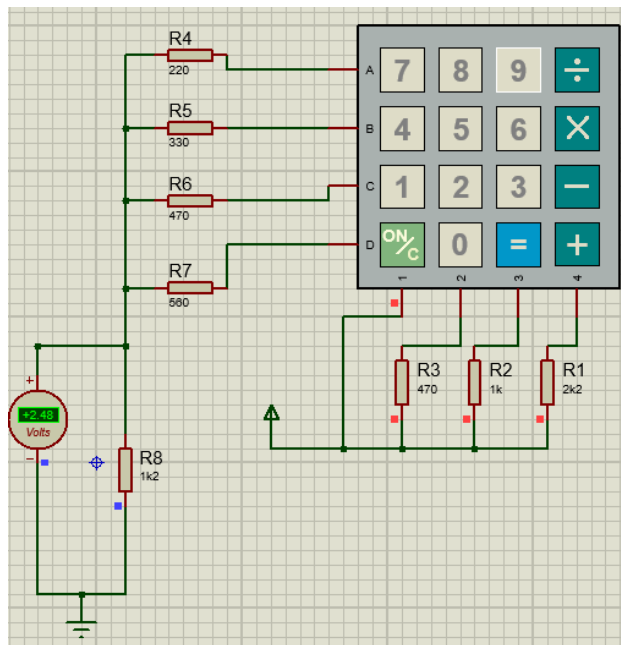 R4
220
R5
330
R6
470
R7
560
A
B
C
D
7 8 9 ÷
4 5 6 ×
1 2 3 −
ON/C 0 = +
1 2 3 4
R3
470
R2
1k
R1
2k2
+
+2.48
Volts
−
R8
1k2